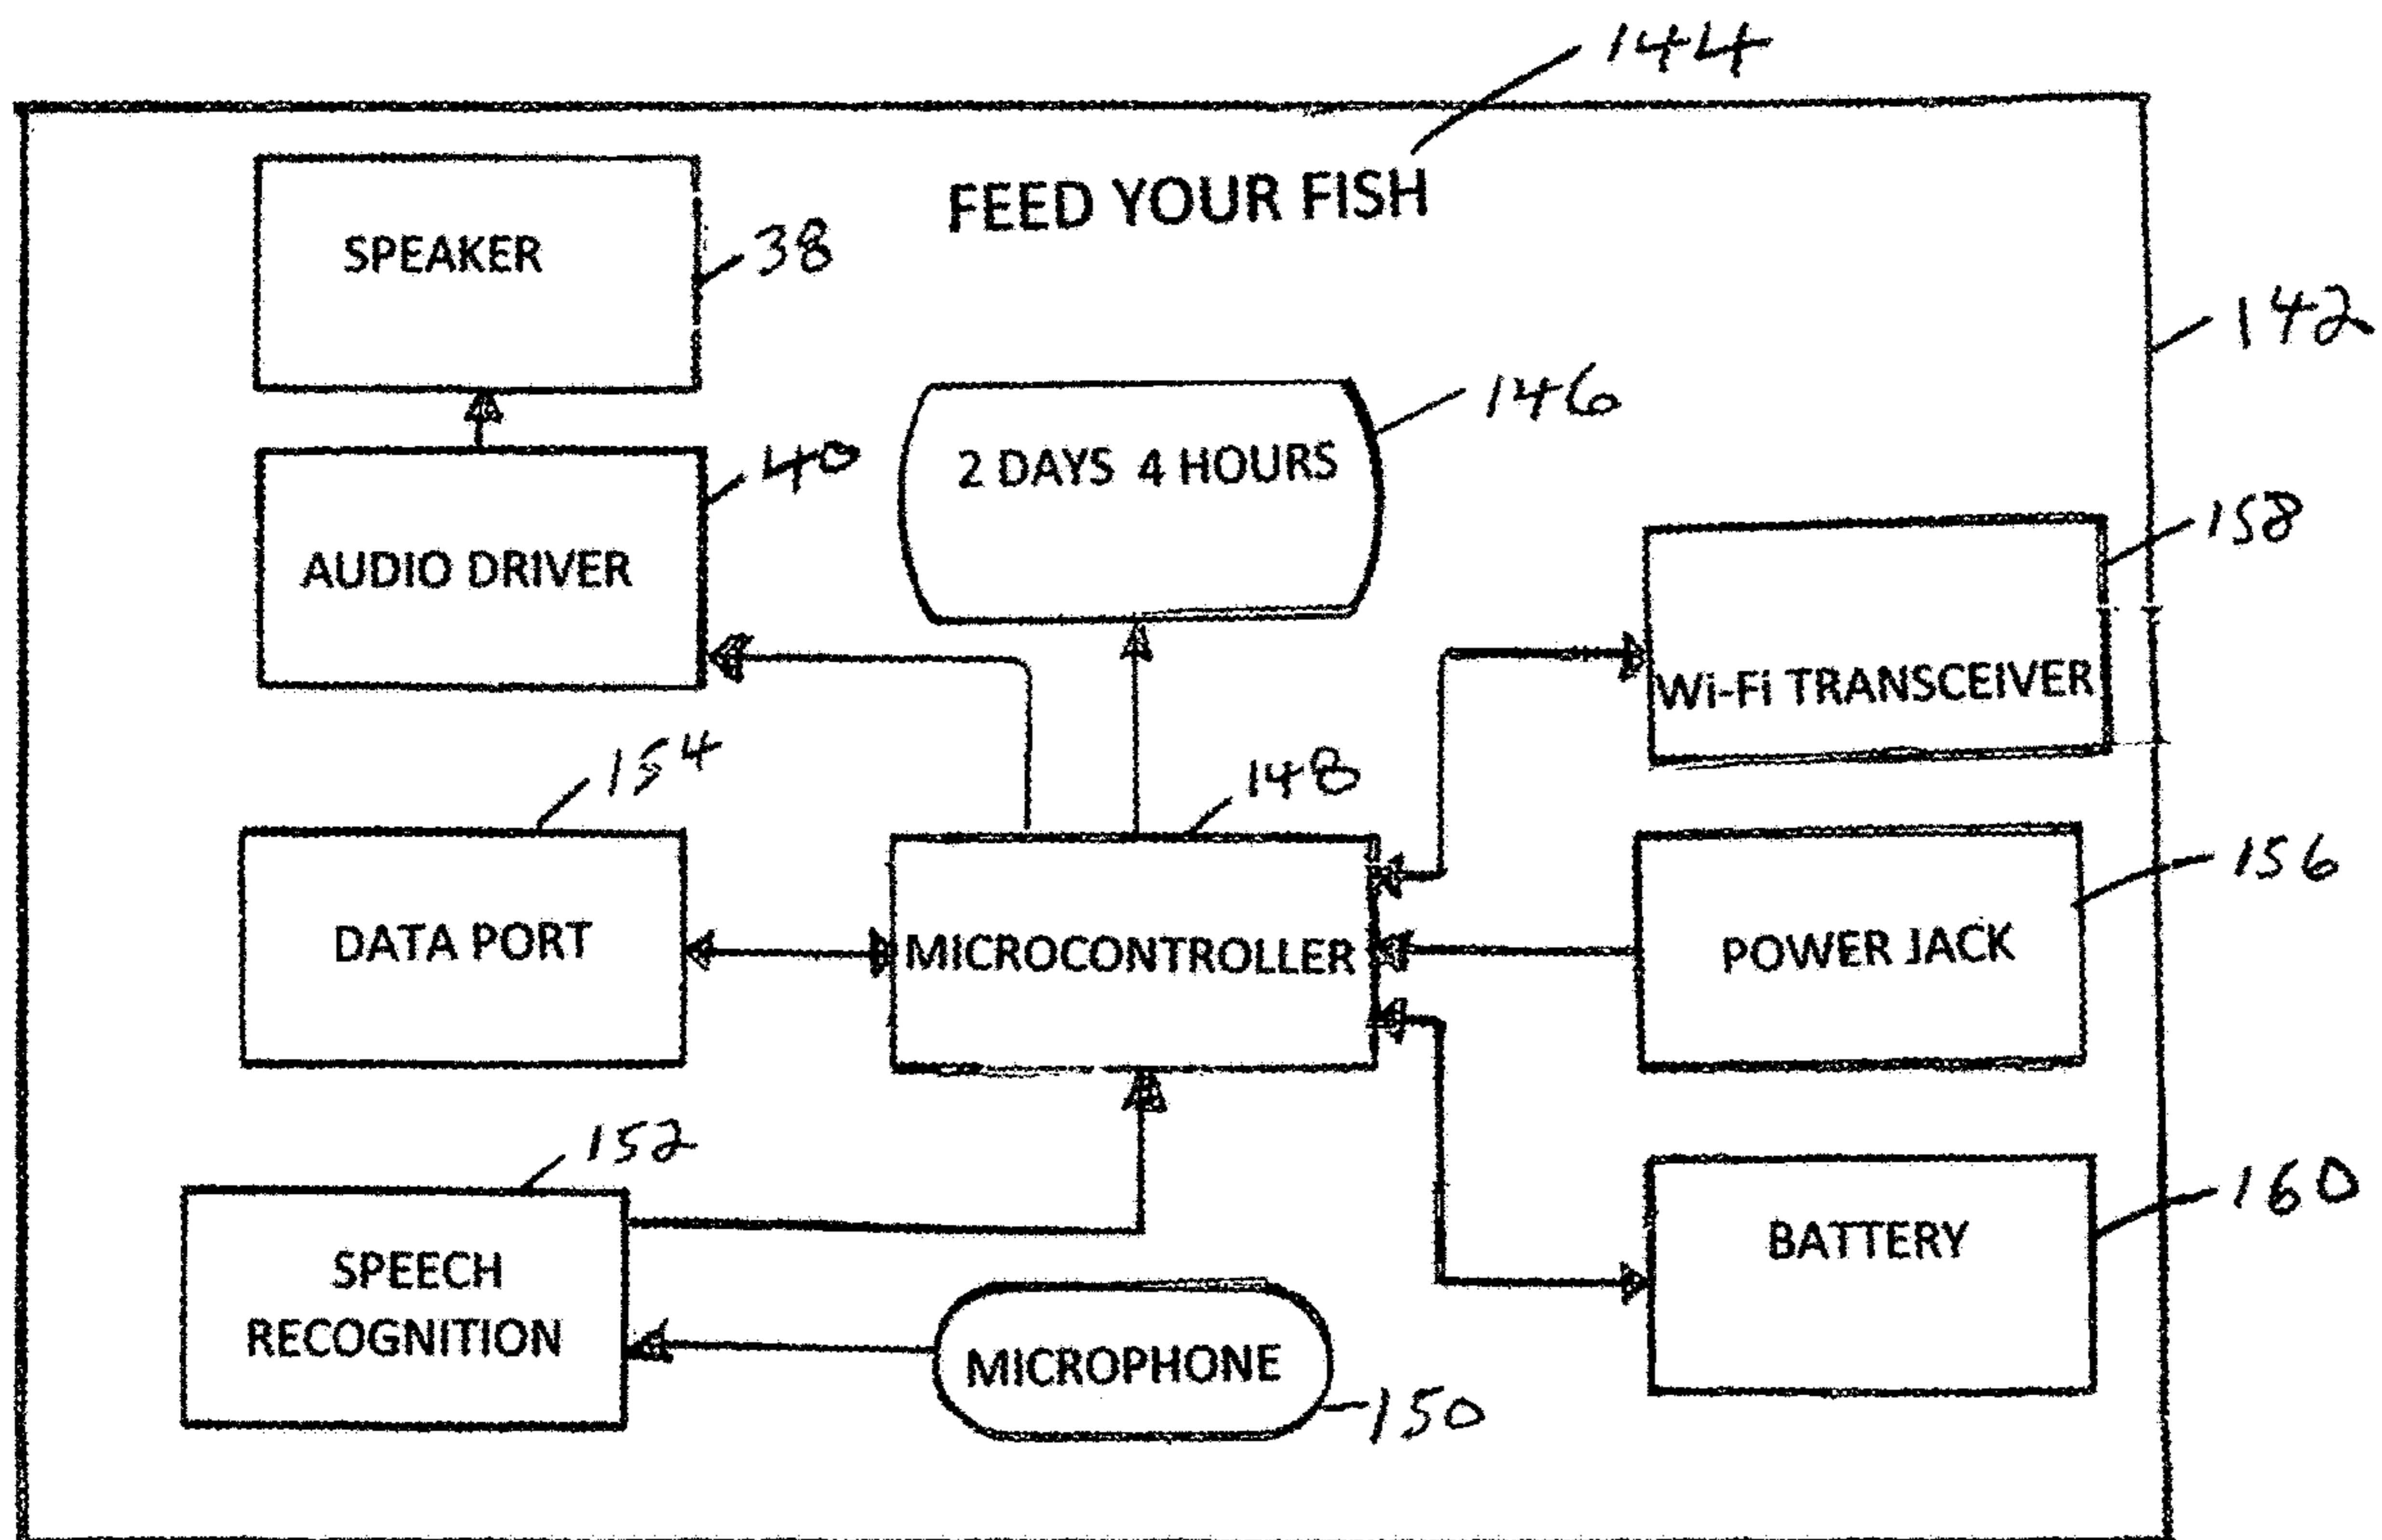 144
FEED YOUR FISH
SPEAKER
38
142
146
2 DAYS 4 HOURS
40
AUDIO DRIVER
158
Wi-Fi TRANSCEIVER
154
148
156
DATA PORT
MICROCONTROLLER
POWER JACK
152
160
BATTERY
SPEECH
RECOGNITION
MICROPHONE
150